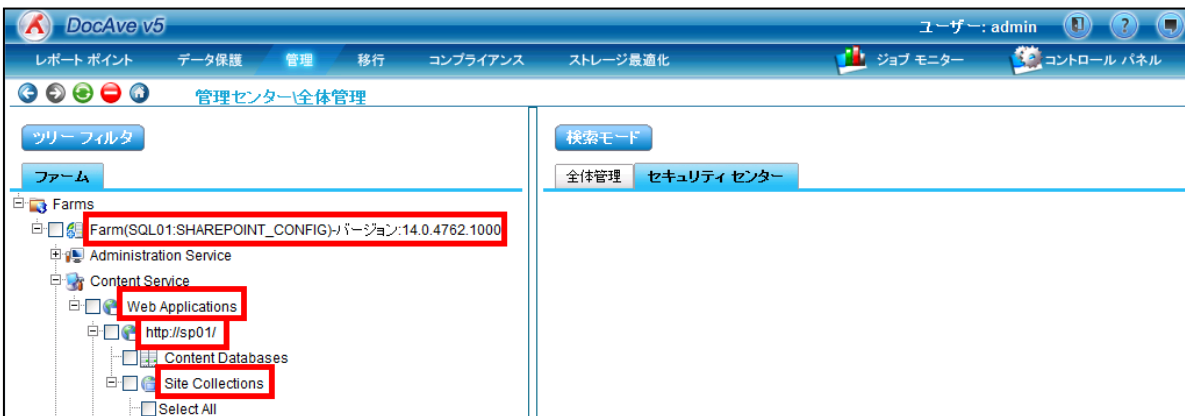 DocAve v5
ユーザー: admin
レポート ポイント データ保護 管理 移行 コンプライアンス ストレージ最適化 ジョブ モニター コントロール パネル
管理センター\全体管理
ツリー フィルタ
検索モード
ファーム
全体管理 セキュリティ センター
Farms
Farm(SQL01:SHAREPOINT_CONFIG)-バージョン:14.0.4762.1000
Administration Service
Content Service
Web Applications
http://sp01/
Content Databases
Site Collections
Select All